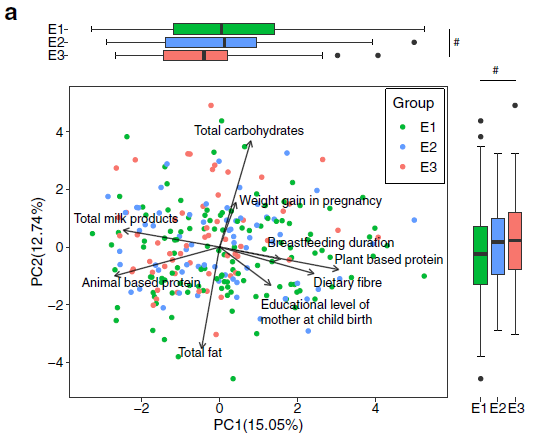 a
E1
E2
E3
#
#
Group
E1
E2
E3
Total carbohydrates
Weight gain in pregnancy
Total milk products
Breastfeeding duration
Plant based protein
Animal based protein
Dietary fibre
Educational level of
mother at child birth
Total fat
4
2
0
−2
−4
PC2(12.74%)
−2 0 2 4
PC1(15.05%)
E1 E2 E3